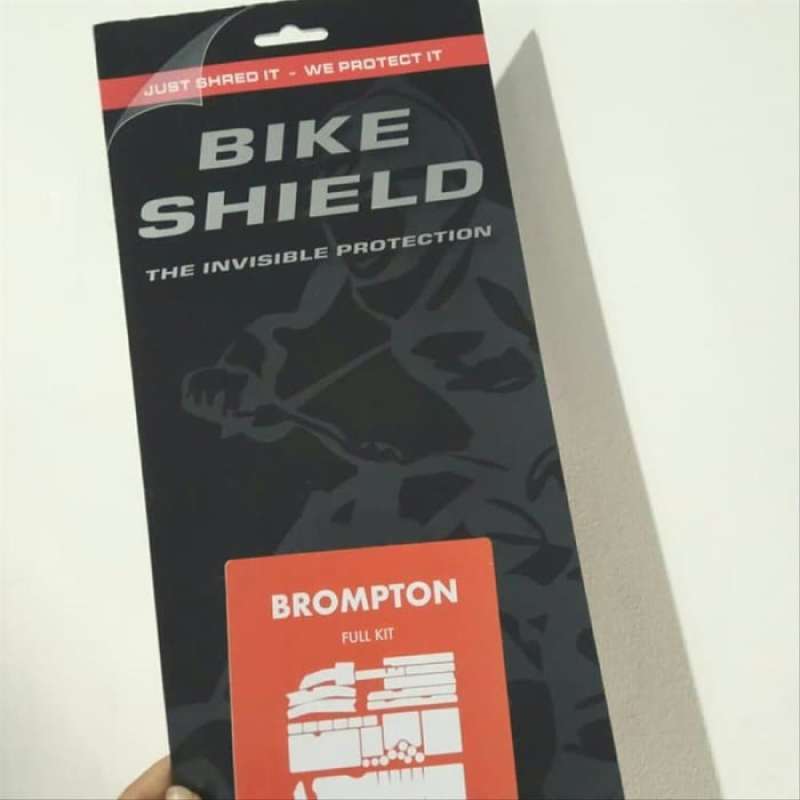 JUST SHRED IT - WE PROTECT IT
BIKE
SHIELD
THE INVISIBLE PROTECTION
BROMPTON
FULL KIT